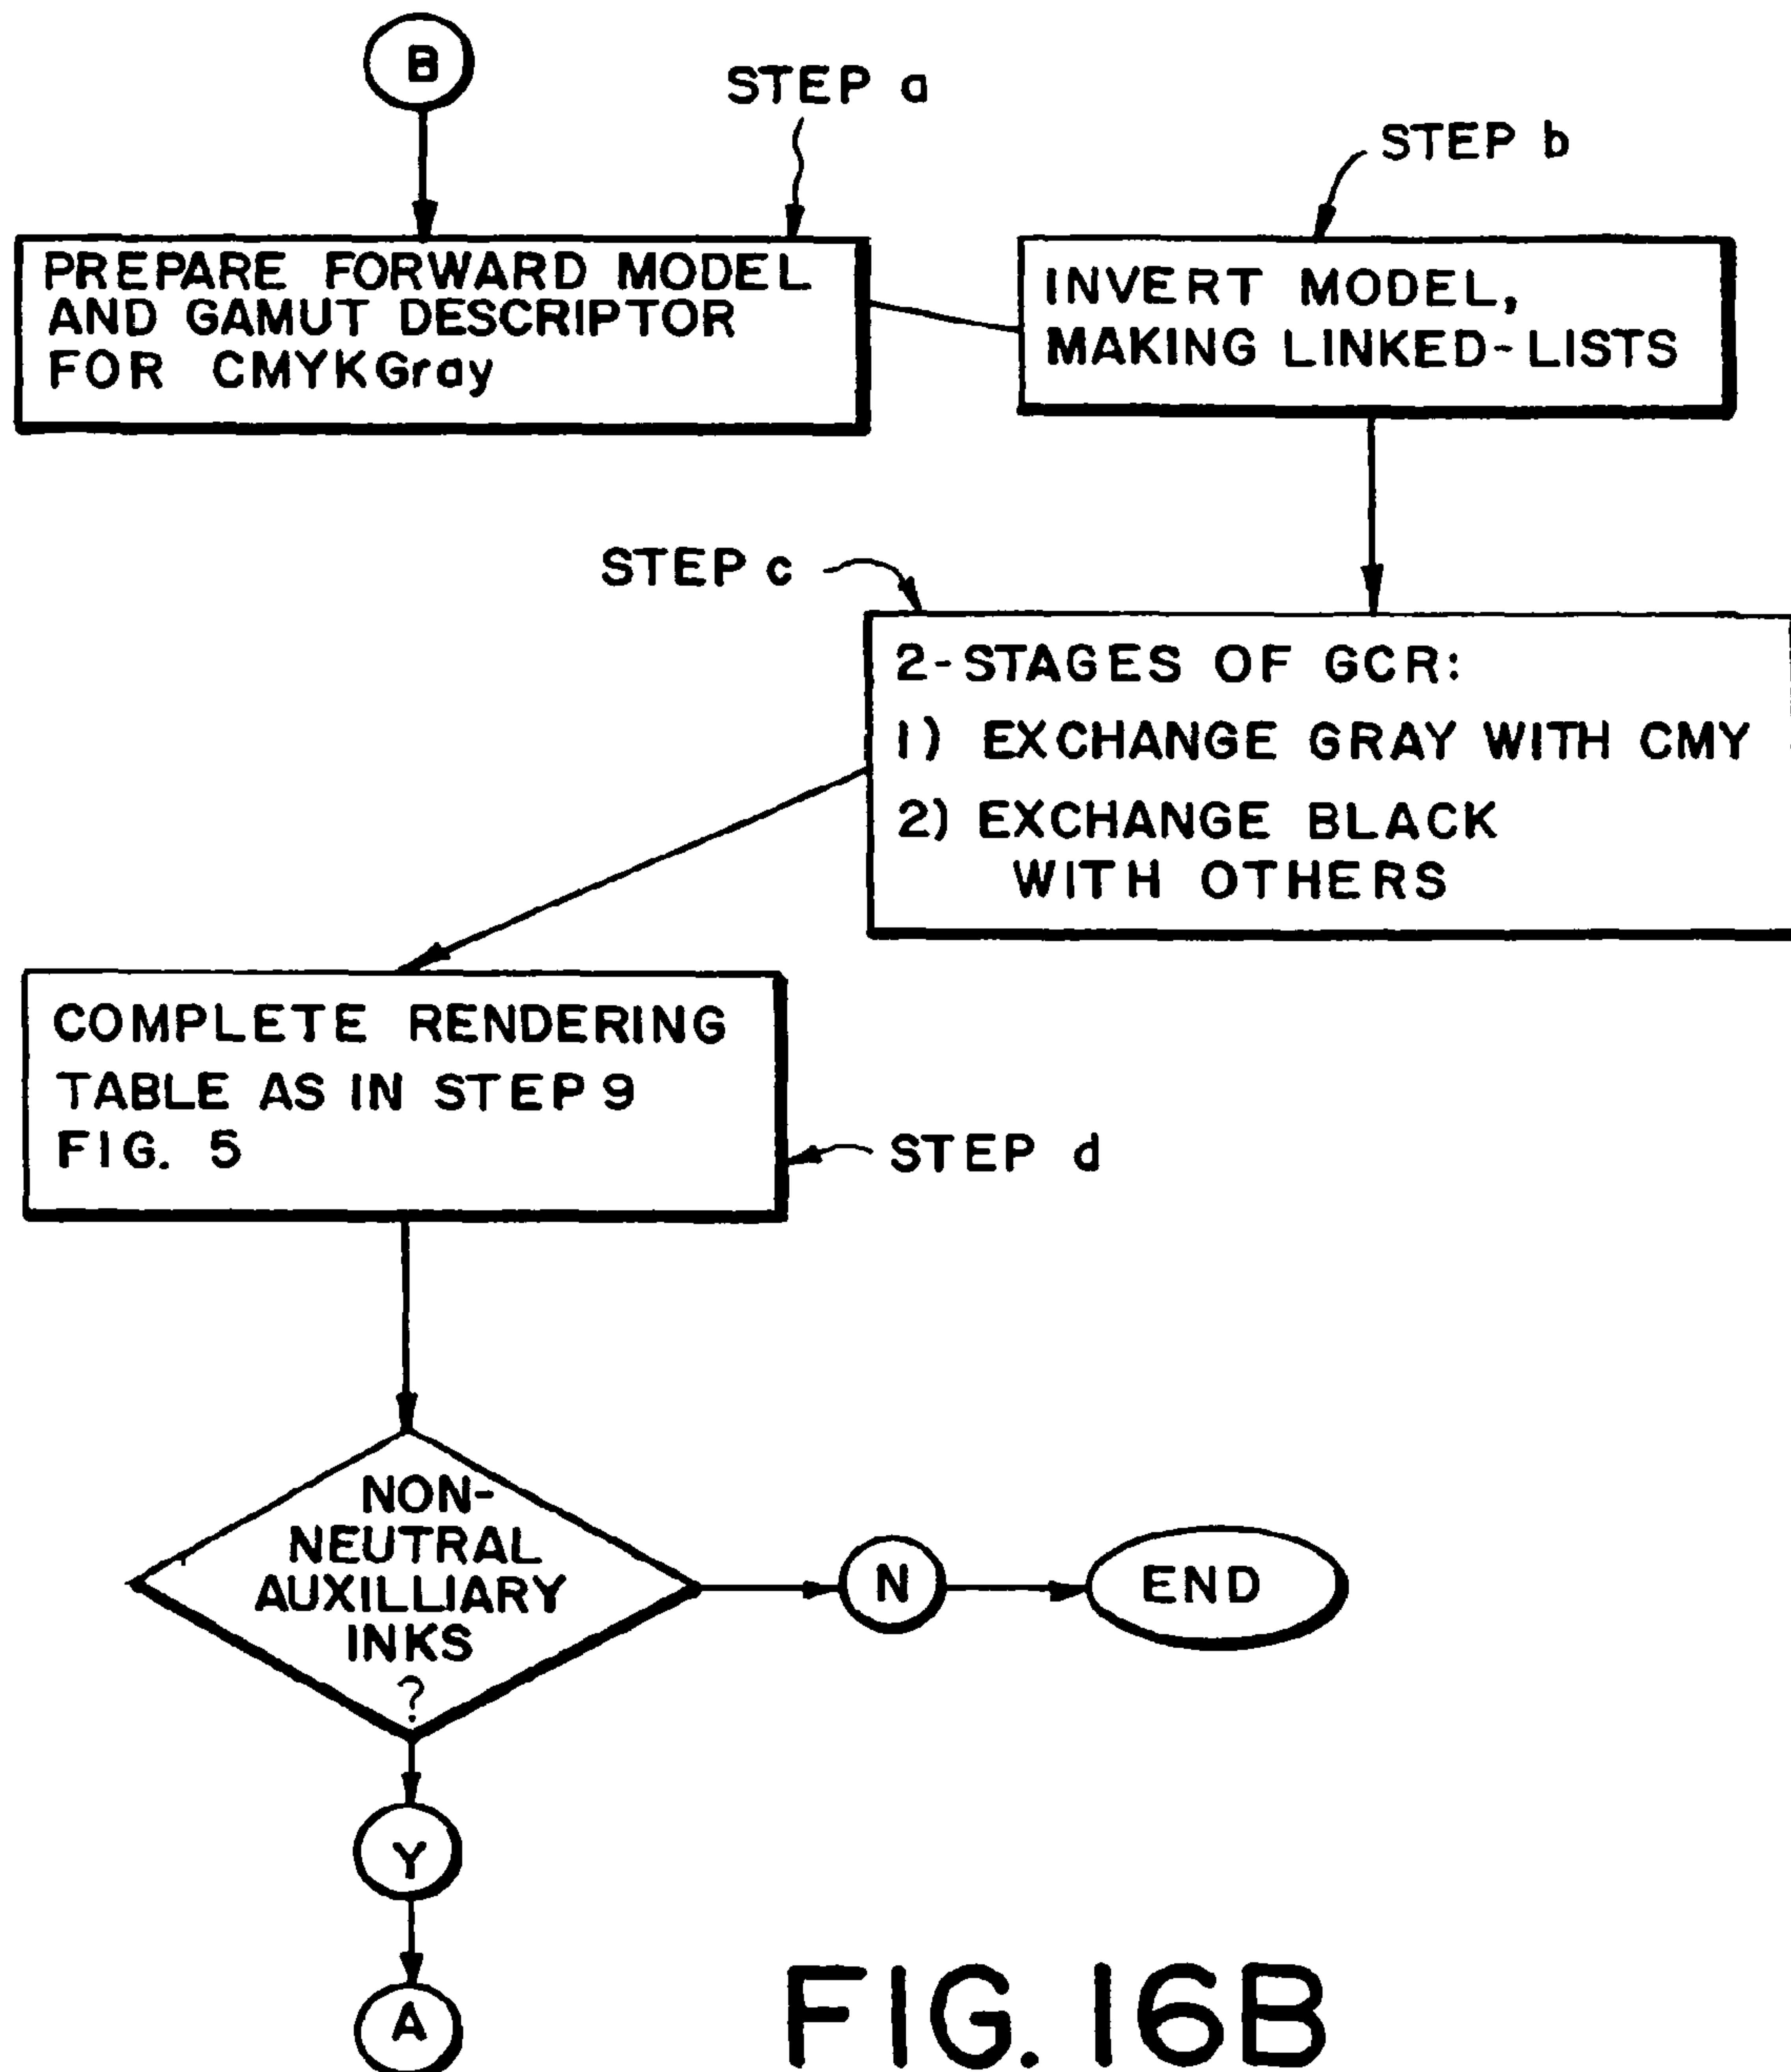 B
STEP a
STEP b
PREPARE FORWARD MODEL
AND GAMUT DESCRIPTOR
FOR CMYKGray
INVERT MODEL,
MAKING LINKED-LISTS
STEP c
2-STAGES OF GCR:
1) EXCHANGE GRAY WITH CMY
2) EXCHANGE BLACK
WITH OTHERS
COMPLETE RENDERING
TABLE AS IN STEP 9
FIG. 5
STEP d
NON-
NEUTRAL
AUXILLIARY
INKS
?
N
END
Y
A
FIG. 16B